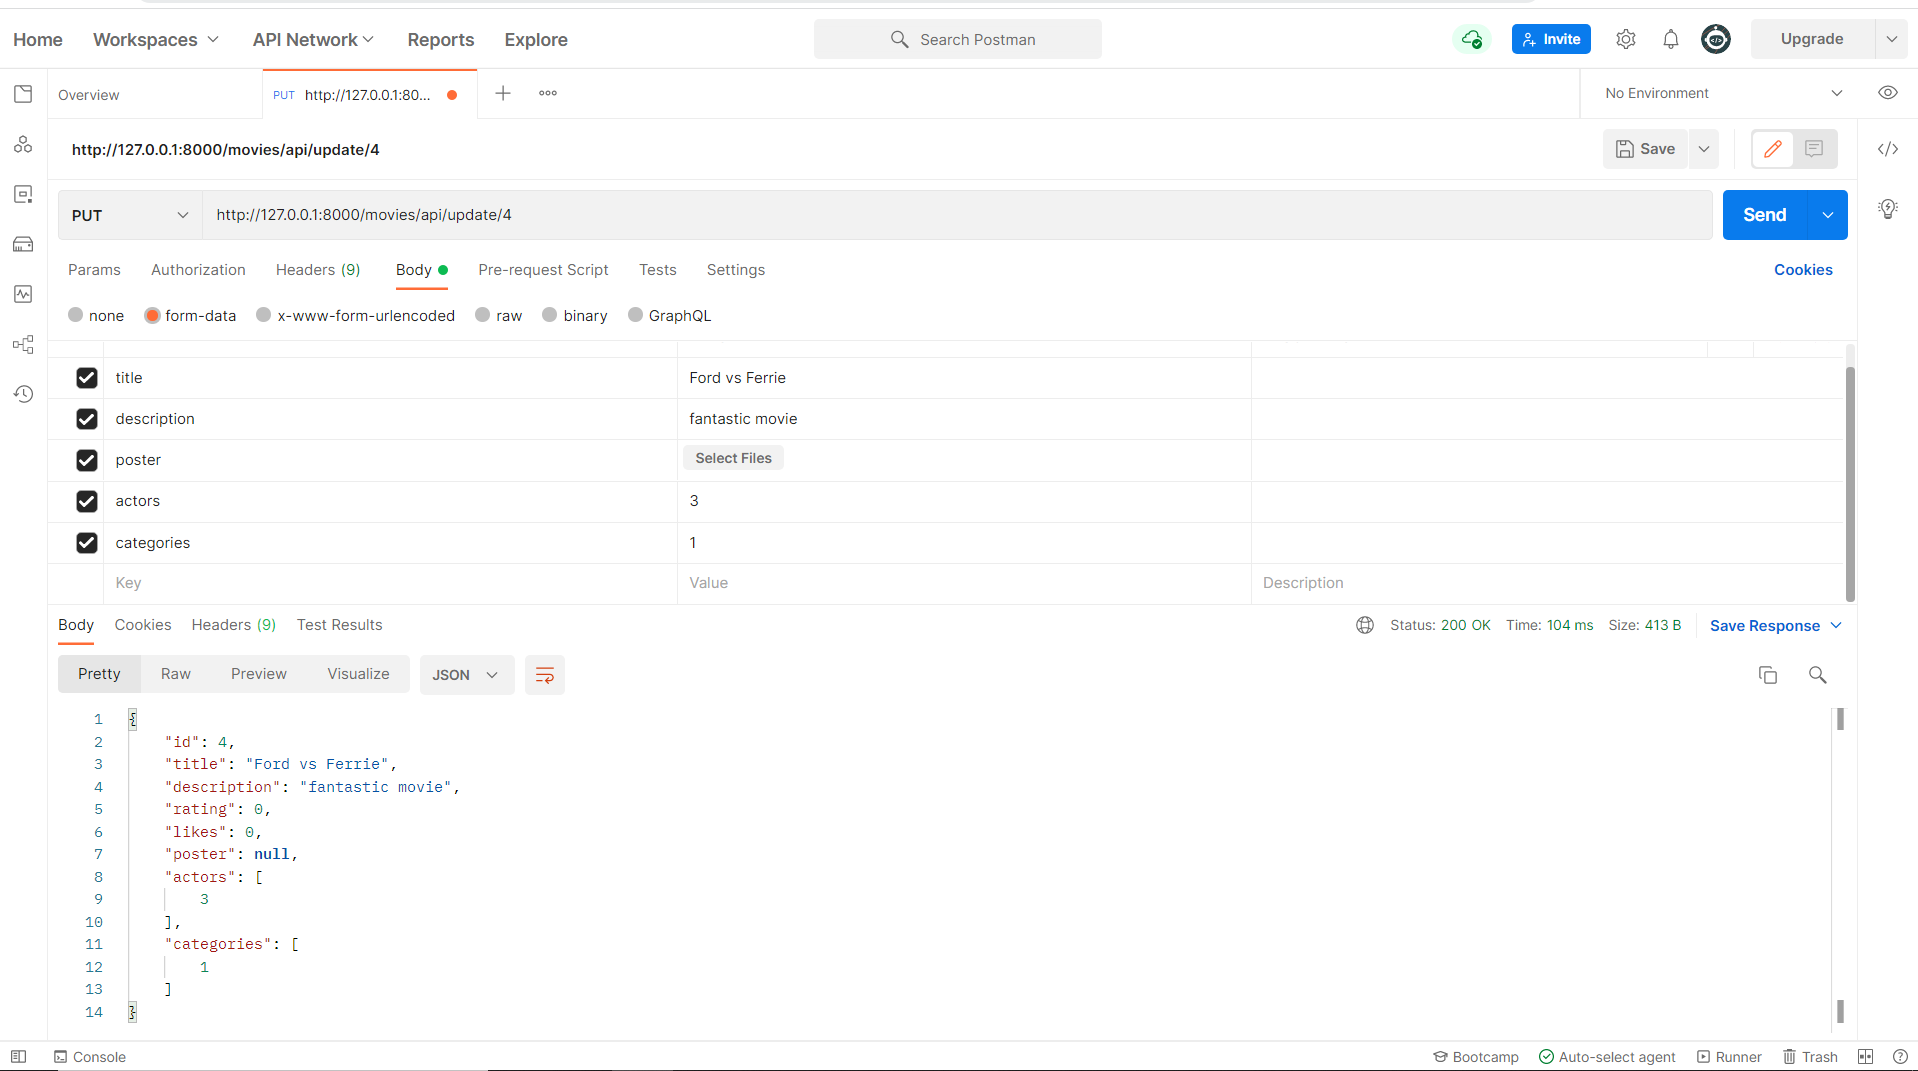 Home Workspaces API Network Reports Explore Search Postman Invite Upgrade
Overview PUT http://127.0.0.1:80... No Environment
http://127.0.0.1:8000/movies/api/update/4 Save
PUT http://127.0.0.1:8000/movies/api/update/4 Send
Params Authorization Headers (9) Body Pre-request Script Tests Settings Cookies
none form-data x-www-form-urlencoded raw binary GraphQL
title Ford vs Ferrie
description fantastic movie
poster Select Files
actors 3
categories 1
Key Value Description
Body Cookies Headers (9) Test Results Status: 200 OK Time: 104 ms Size: 413 B Save Response
Pretty Raw Preview Visualize JSON
1 {
2 "id": 4,
3 "title": "Ford vs Ferrie",
4 "description": "fantastic movie",
5 "rating": 0,
6 "likes": 0,
7 "poster": null,
8 "actors": [
9 3
10 ],
11 "categories": [
12 1
13 ]
14 }
Console Bootcamp Auto-select agent Runner Trash